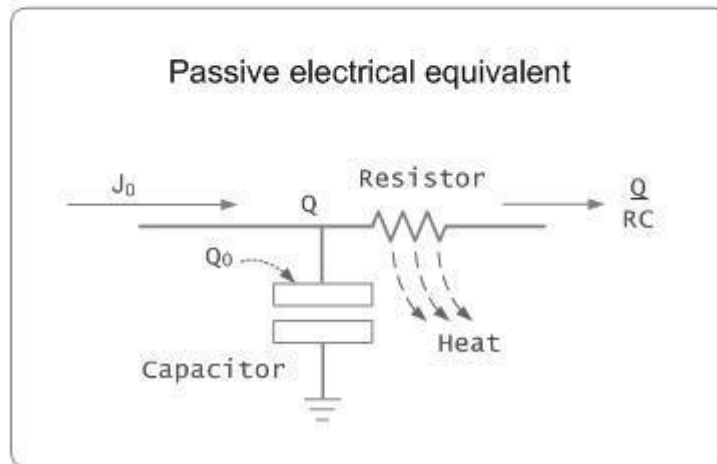 Passive electrical equivalent
J₀
Resistor
Q
Q
RC
Q₀
Heat
Capacitor